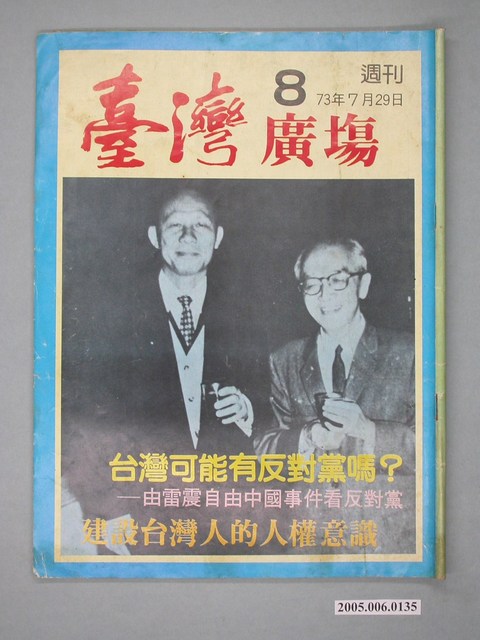 8
週刊
73年7月29日
臺灣廣場
台灣可能有反對黨嗎？
──由雷震自由中國事件看反對黨
建設台灣人的人權意識
2005.006.0135